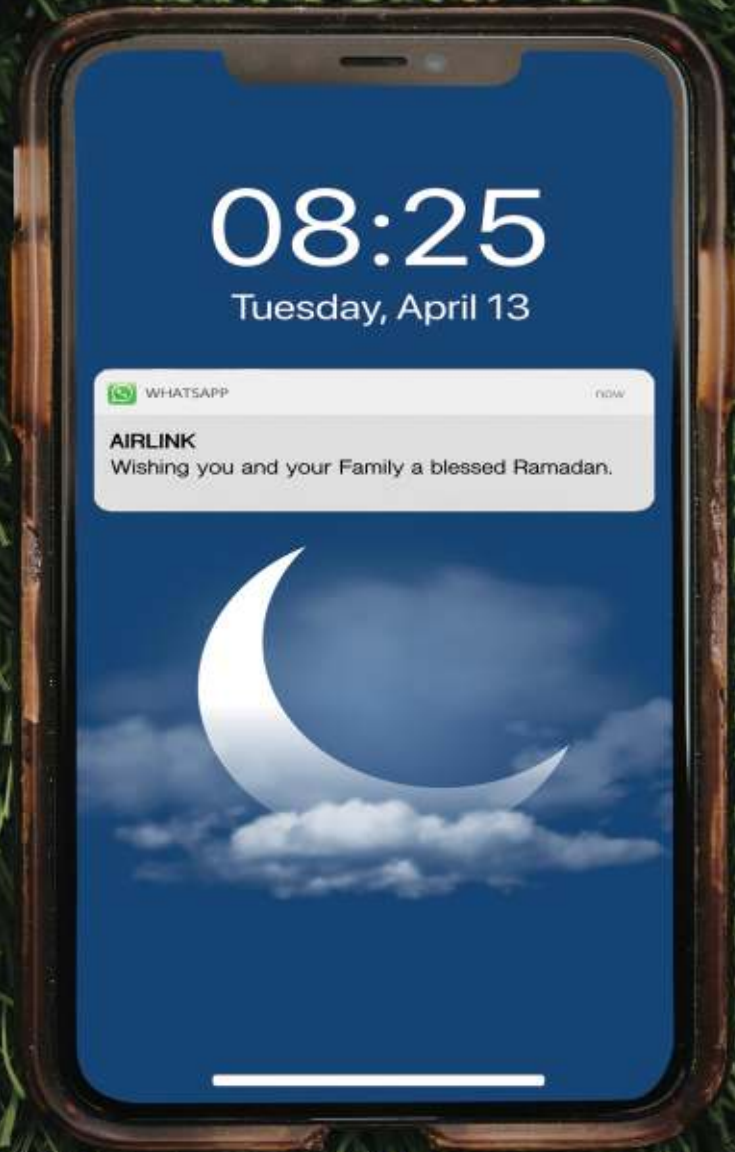 08:25
Tuesday, April 13
WHATSAPP now
AIRLINK
Wishing you and your Family a blessed Ramadan.